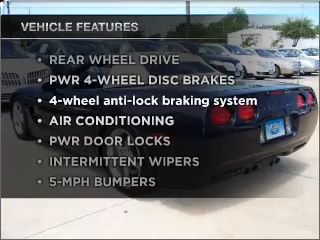 VEHICLE FEATURES
• REAR WHEEL DRIVE
• PWR 4-WHEEL DISC BRAKES
• 4-wheel anti-lock braking system
• AIR CONDITIONING
• PWR DOOR LOCKS
• INTERMITTENT WIPERS
• 5-MPH BUMPERS